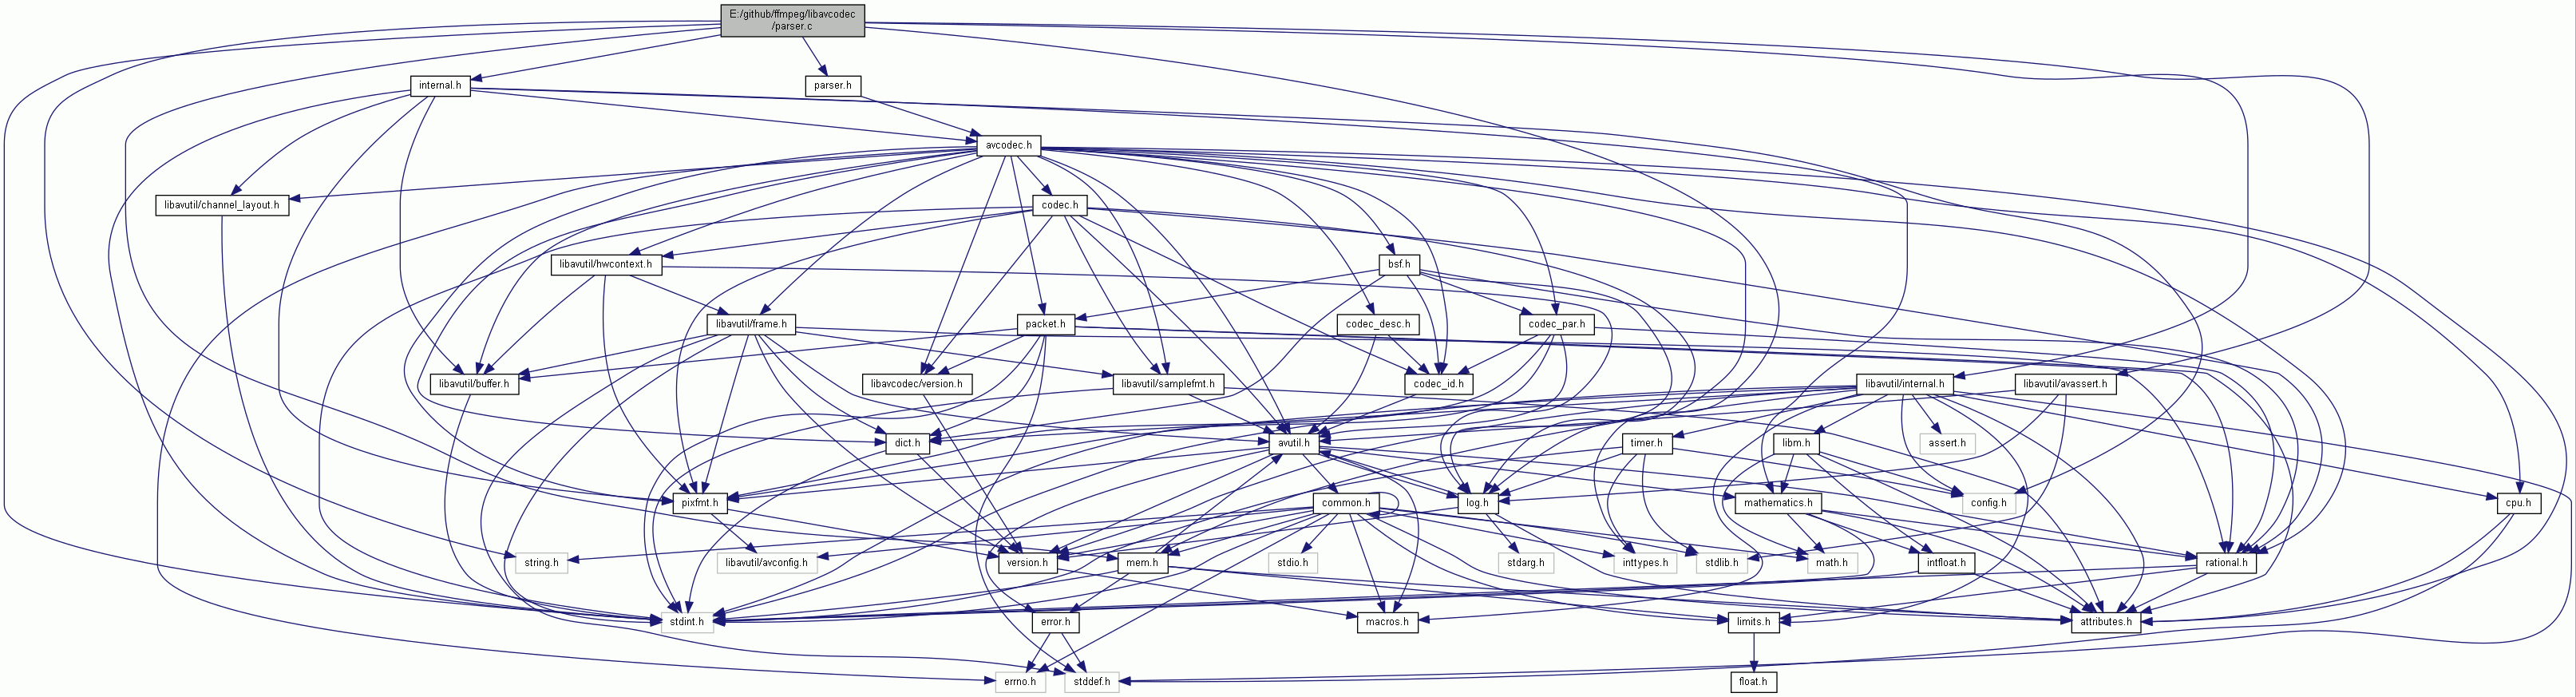 E:/github/ffmpeg/libavcodec
/parser.c
internal.h
parser.h
avcodec.h
libavutil/channel_layout.h
codec.h
libavutil/hwcontext.h
bsf.h
libavutil/frame.h
packet.h
codec_desc.h
codec_par.h
libavutil/buffer.h
libavcodec/version.h
libavutil/samplefmt.h
codec_id.h
libavutil/internal.h
libavutil/avassert.h
dict.h
avutil.h
timer.h
libm.h
assert.h
pixfmt.h
common.h
log.h
mathematics.h
config.h
cpu.h
string.h
libavutil/avconfig.h
version.h
mem.h
stdio.h
stdarg.h
inttypes.h
stdlib.h
math.h
intfloat.h
rational.h
stdint.h
error.h
macros.h
limits.h
attributes.h
errno.h
stddef.h
float.h